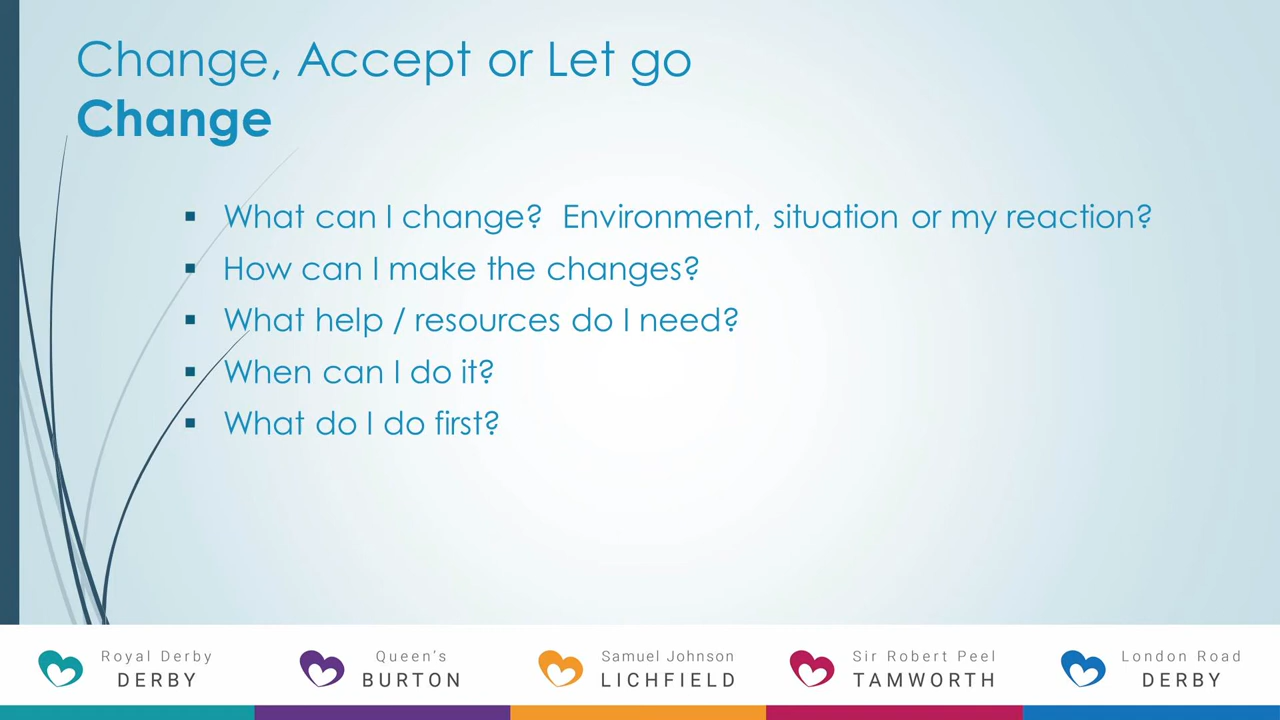 Change, Accept or Let go
Change
▪ What can I change?  Environment, situation or my reaction?
▪ How can I make the changes?
▪ What help / resources do I need?
▪ When can I do it?
▪ What do I do first?
Royal Derby
DERBY
Queen's
BURTON
Samuel Johnson
LICHFIELD
Sir Robert Peel
TAMWORTH
London Road
DERBY